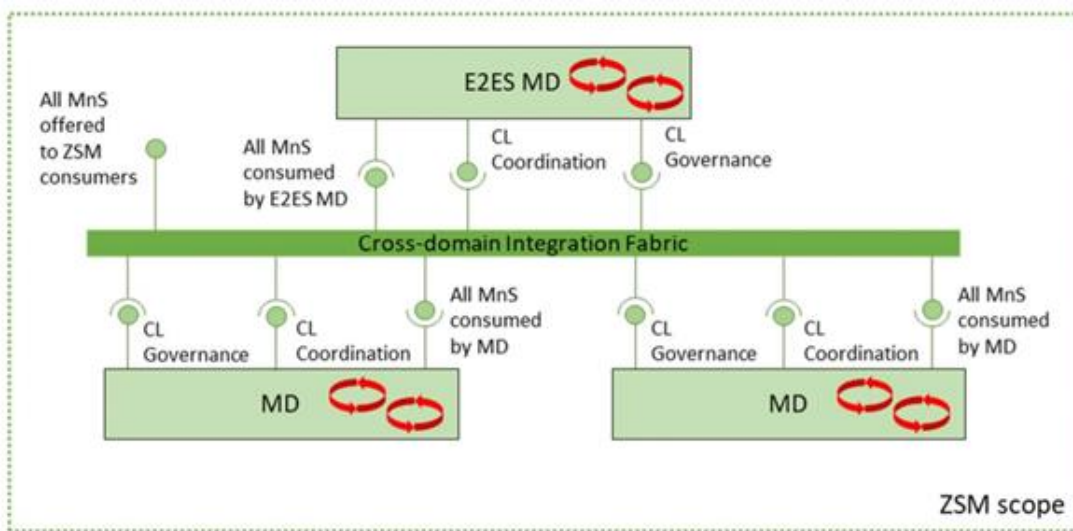 E2ES MD
All MnS
offered
to ZSM
consumers
All MnS
consumed
by E2ES MD
CL
Coordination
CL
Governance
Cross-domain Integration Fabric
CL
Governance
CL
Coordination
All MnS
consumed
by MD
CL
Governance
CL
Coordination
All MnS
consumed
by MD
MD
MD
ZSM scope